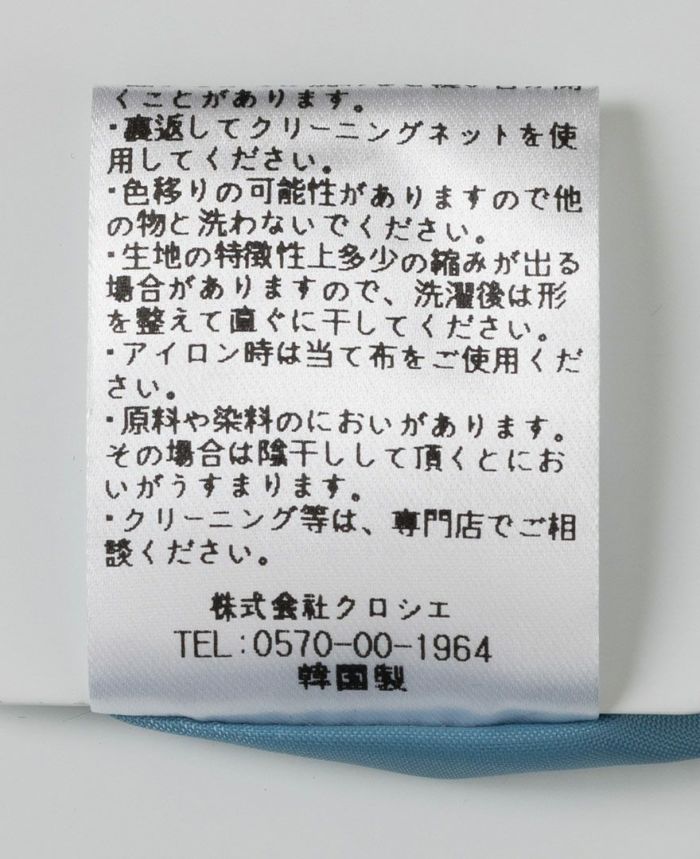 くことがあります。
・裏返してクリーニングネットを使
用してください。
・色移りの可能性がありますので他
の物と洗わないでください。
・生地の特徴性上多少の縮みが出る
場合がありますので、洗濯後は形
を整えて直ぐに干してください。
・アイロン時は当て布をご使用くだ
さい。
・原料や染料のにおいがあります。
その場合は陰干しして頂くとにお
いがうすまります。
・クリーニング等は、専門店でご相
談ください。
株式会社クロシエ
TEL:0570-00-1964
韓国製